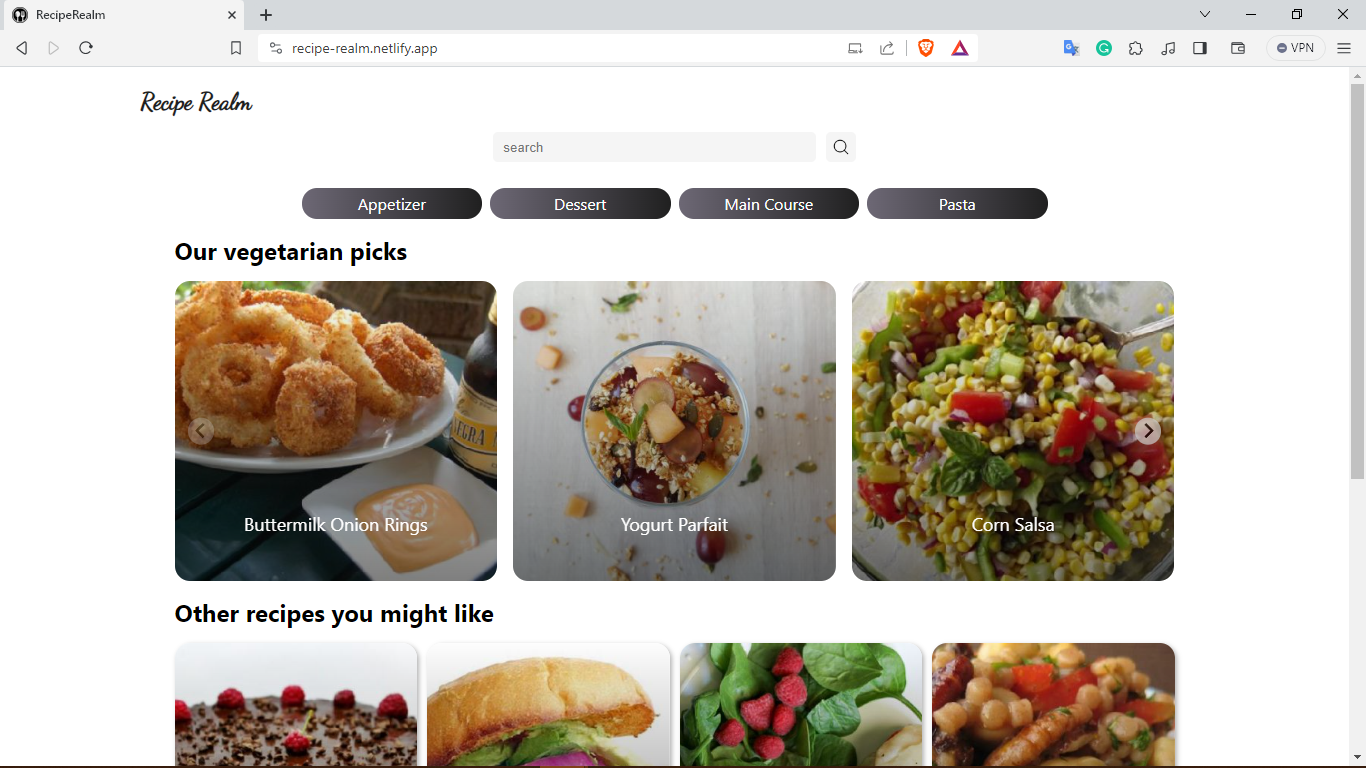 RecipeRealm
recipe-realm.netlify.app
VPN
Recipe Realm
search
Appetizer
Dessert
Main Course
Pasta
Our vegetarian picks
Buttermilk Onion Rings
Yogurt Parfait
Corn Salsa
Other recipes you might like